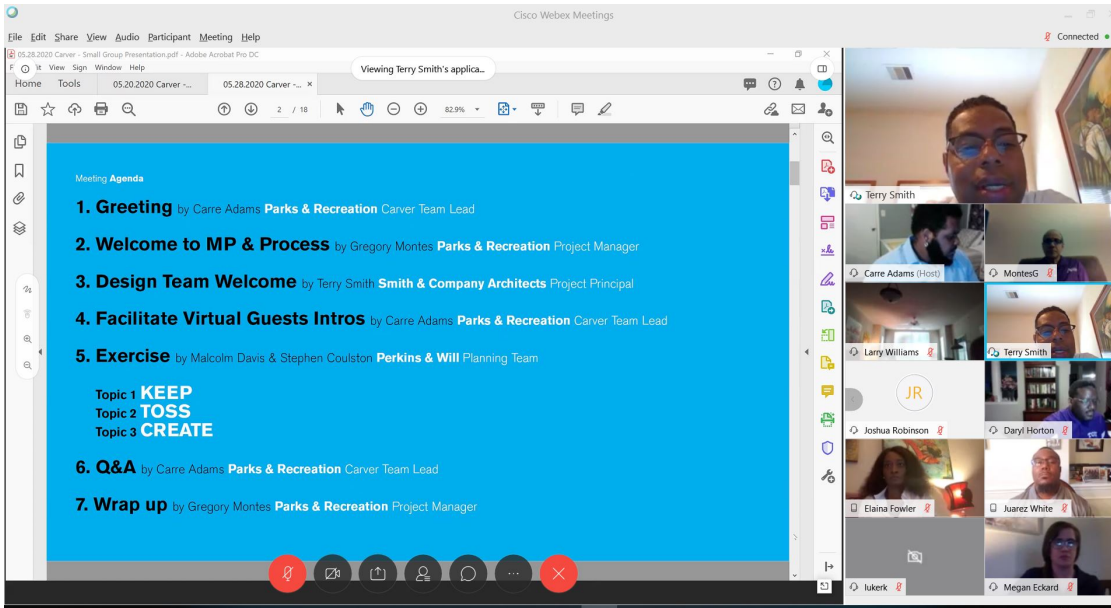 Cisco Webex Meetings
File Edit Share View Audio Participant Meeting Help
Connected
05.28.2020 Carver - Small Group Presentation.pdf - Adobe Acrobat Pro DC
View Sign Window Help
Viewing Terry Smith's applica...
Home Tools 05.20.2020 Carver -... 05.28.2020 Carver -... ×
2 / 18
82.9%
Meeting Agenda
1. Greeting by Carre Adams Parks & Recreation Carver Team Lead
2. Welcome to MP & Process by Gregory Montes Parks & Recreation Project Manager
3. Design Team Welcome by Terry Smith Smith & Company Architects Project Principal
4. Facilitate Virtual Guests Intros by Carre Adams Parks & Recreation Carver Team Lead
5. Exercise by Malcolm Davis & Stephen Coulston Perkins & Will Planning Team
Topic 1 KEEP
Topic 2 TOSS
Topic 3 CREATE
6. Q&A by Carre Adams Parks & Recreation Carver Team Lead
7. Wrap up by Gregory Montes Parks & Recreation Project Manager
Terry Smith
Carre Adams (Host)
MontesG
Larry Williams
Terry Smith
JR
Joshua Robinson
Daryl Horton
Elaina Fowler
Juarez White
lukerk
Megan Eckard